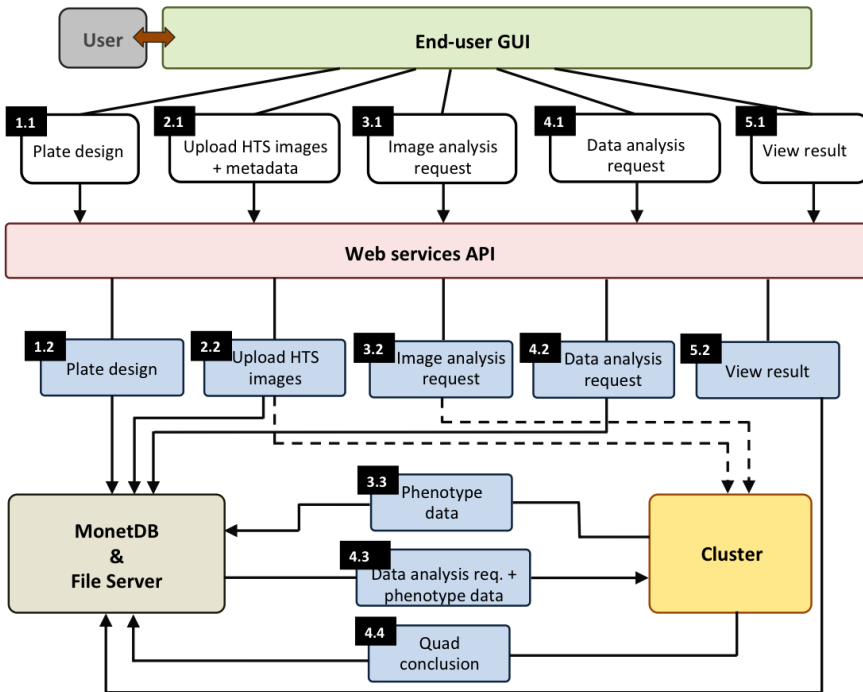 User
End-user GUI
1.1
Plate design
2.1
Upload HTS images
+ metadata
3.1
Image analysis
request
4.1
Data analysis
request
5.1
View result
Web services API
1.2
Plate design
2.2
Upload HTS
images
3.2
Image analysis
request
4.2
Data analysis
request
5.2
View result
MonetDB
&
File Server
3.3
Phenotype
data
4.3
Data analysis req. +
phenotype data
4.4
Quad
conclusion
Cluster